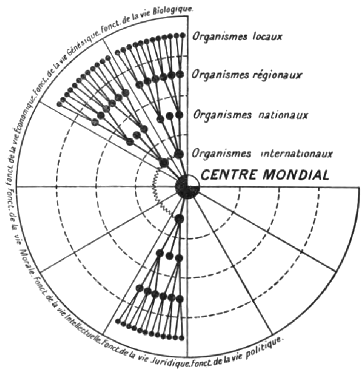 fonct. de la vie Morale. fonct. de la vie Économique. fonct. de la vie Génésique. fonct. de la vie Biologique.
Organismes locaux
Organismes régionaux
Organismes nationaux
Organismes internationaux
CENTRE MONDIAL
fonct. de la vie Intellectuelle. fonct. de la vie Juridique. fonct. de la vie politique.